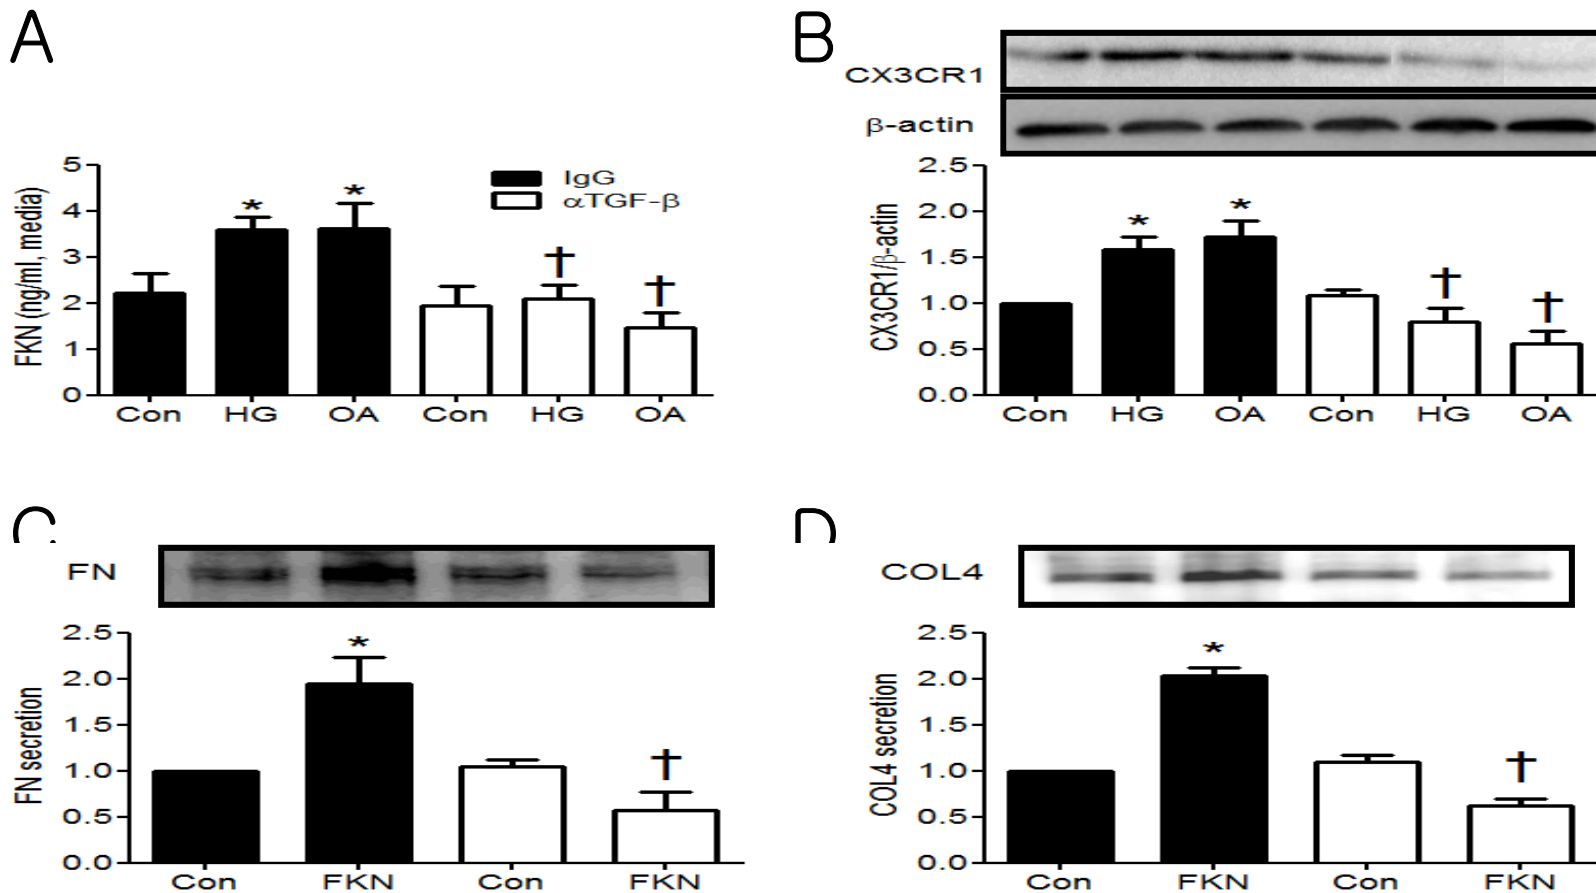 A
IgG
αTGF-β
FKN (ng/ml, media)
5
4
3
2
1
0
*
*
†
†
Con HG OA Con HG OA
B
CX3CR1
β-actin
CX3CR1/β-actin
2.5
2.0
1.5
1.0
0.5
0.0
*
*
†
†
Con HG OA Con HG OA
C
FN
FN secretion
2.5
2.0
1.5
1.0
0.5
0.0
*
†
Con FKN Con FKN
D
COL4
COL4 secretion
2.5
2.0
1.5
1.0
0.5
0.0
*
†
Con FKN Con FKN